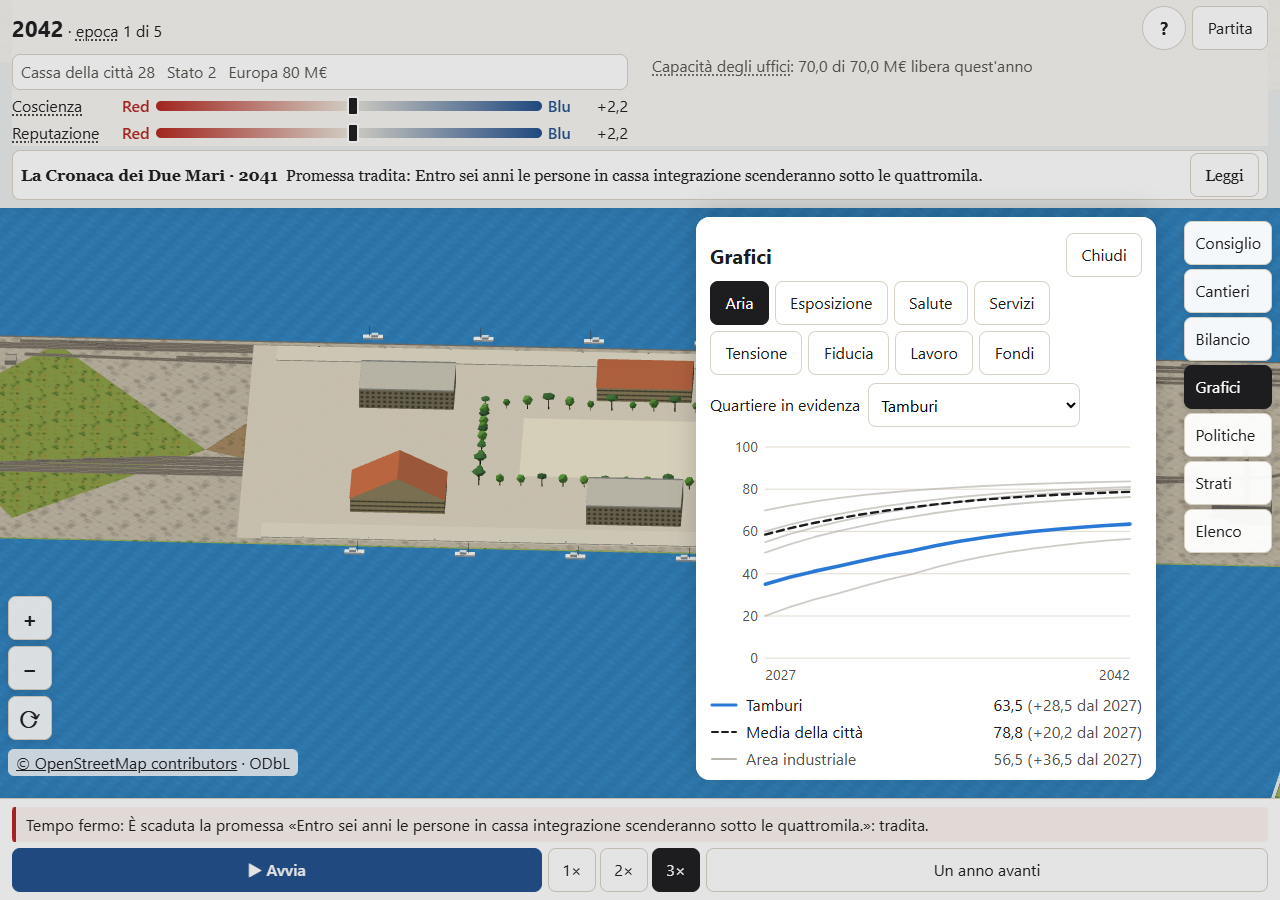 2042 · epoca 1 di 5
?
Partita
Cassa della città 28 Stato 2 Europa 80 M€
Capacità degli uffici: 70,0 di 70,0 M€ libera quest'anno
Coscienza Red Blu +2,2
Reputazione Red Blu +2,2
La Cronaca dei Due Mari · 2041 Promessa tradita: Entro sei anni le persone in cassa integrazione scenderanno sotto le quattromila.
Leggi
Grafici
Chiudi
Aria Esposizione Salute Servizi
Tensione Fiducia Lavoro Fondi
Quartiere in evidenza Tamburi
100
80
60
40
20
0
2027 2042
Tamburi 63,5 (+28,5 dal 2027)
Media della città 78,8 (+20,2 dal 2027)
Area industriale 56,5 (+36,5 dal 2027)
Consiglio
Cantieri
Bilancio
Grafici
Politiche
Strati
Elenco
+
−
© OpenStreetMap contributors · ODbL
Tempo fermo: È scaduta la promessa «Entro sei anni le persone in cassa integrazione scenderanno sotto le quattromila.»: tradita.
▶ Avvia 1× 2× 3× Un anno avanti